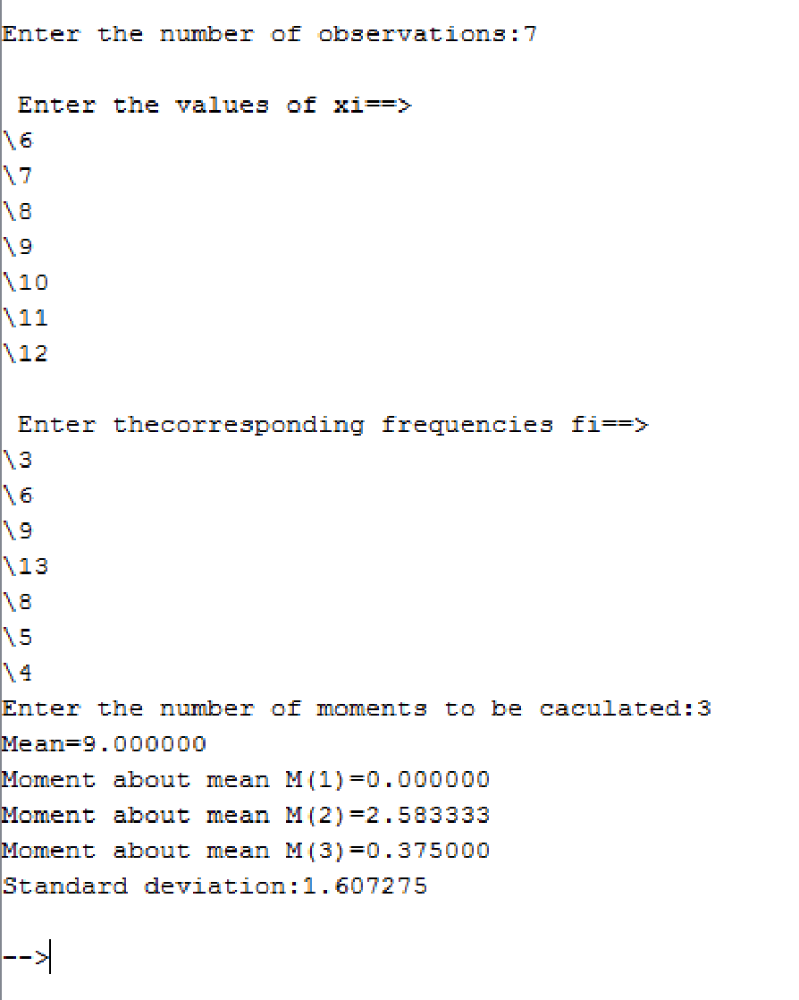 Enter the number of observations:7
Enter the values of xi==>
\6
\7
\8
\9
\10
\11
\12
Enter thecorresponding frequencies fi==>
\3
\6
\9
\13
\8
\5
\4
Enter the number of moments to be caculated:3
Mean=9.000000
Moment about mean M(1)=0.000000
Moment about mean M(2)=2.583333
Moment about mean M(3)=0.375000
Standard deviation:1.607275
-->